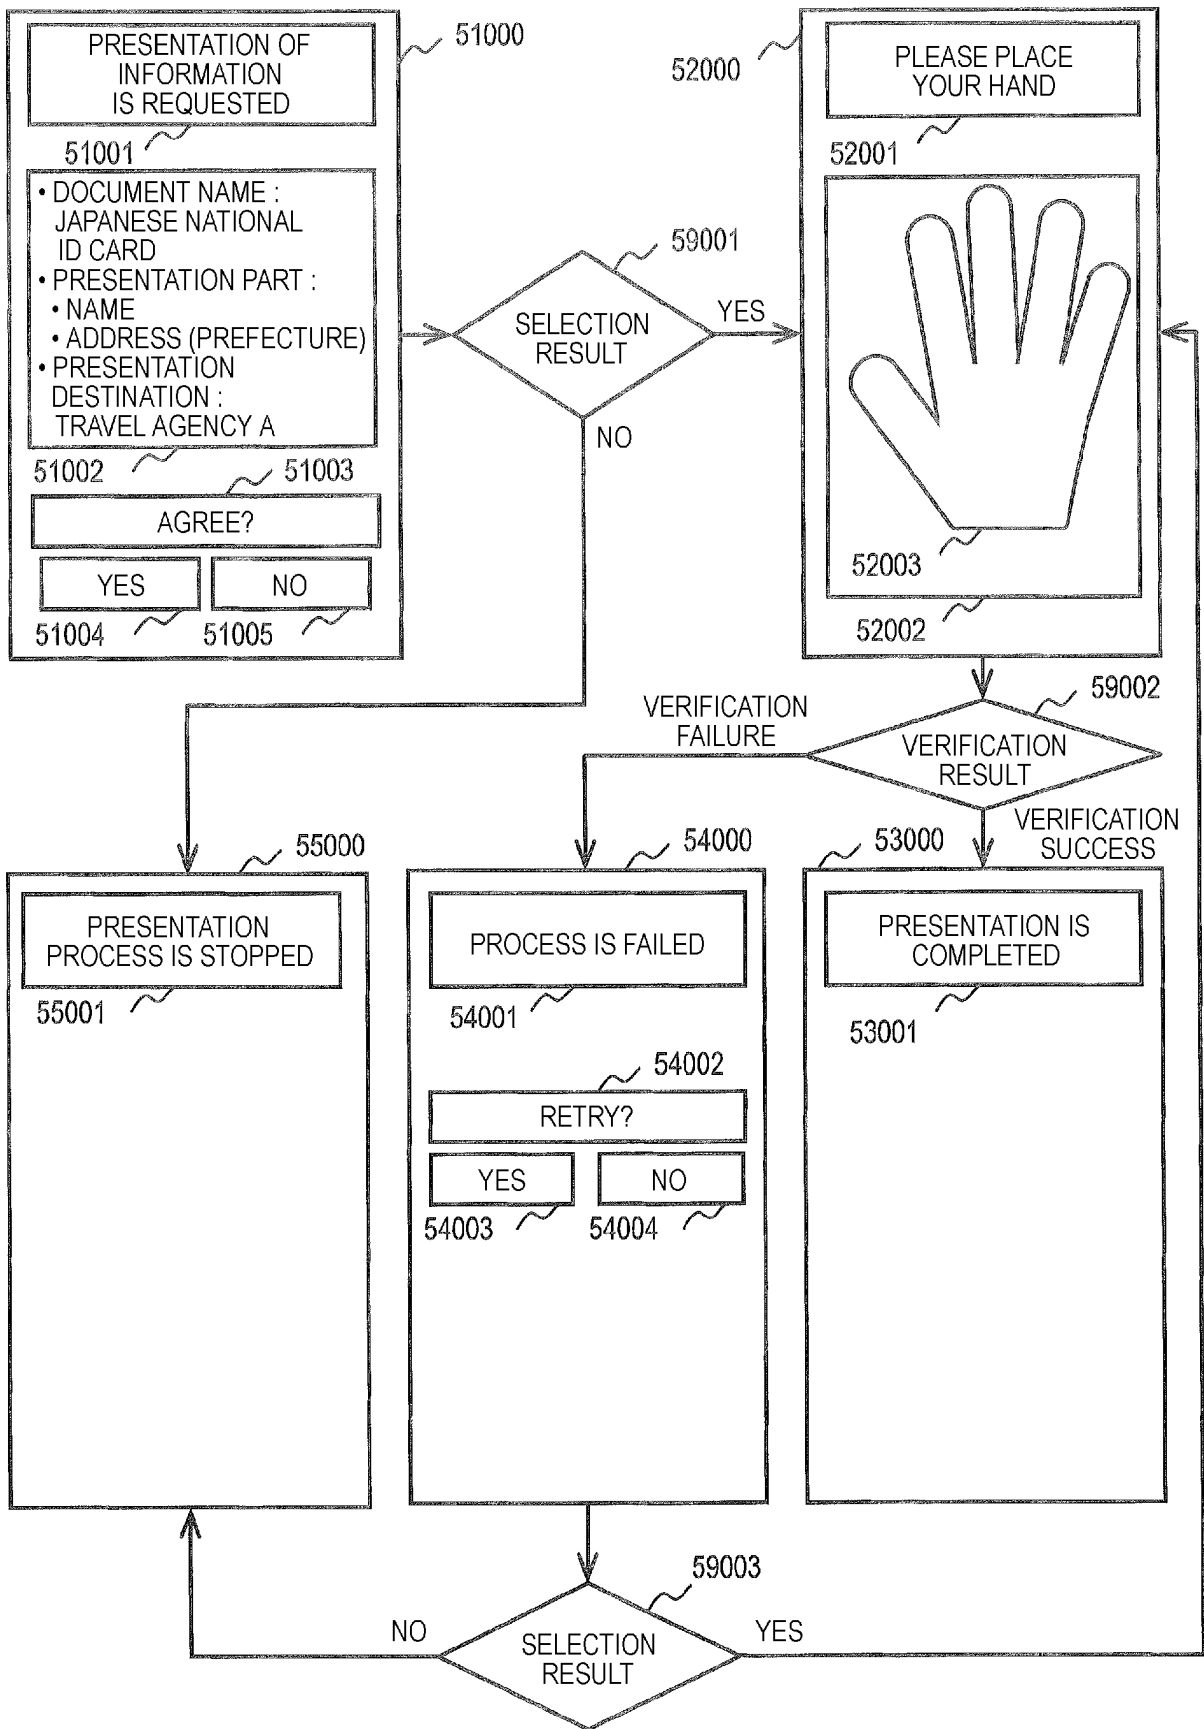 PRESENTATION OF
INFORMATION
IS REQUESTED
51000
51001
• DOCUMENT NAME :
JAPANESE NATIONAL
ID CARD
• PRESENTATION PART :
• NAME
• ADDRESS (PREFECTURE)
• PRESENTATION
DESTINATION :
TRAVEL AGENCY A
51002
51003
AGREE?
YES
NO
51004
51005
59001
SELECTION
RESULT
YES
NO
52000
PLEASE PLACE
YOUR HAND
52001
52003
52002
59002
VERIFICATION
RESULT
VERIFICATION
FAILURE
VERIFICATION
SUCCESS
55000
PRESENTATION
PROCESS IS STOPPED
55001
54000
PROCESS IS FAILED
54001
54002
RETRY?
YES
NO
54003
54004
53000
PRESENTATION IS
COMPLETED
53001
59003
SELECTION
RESULT
NO
YES